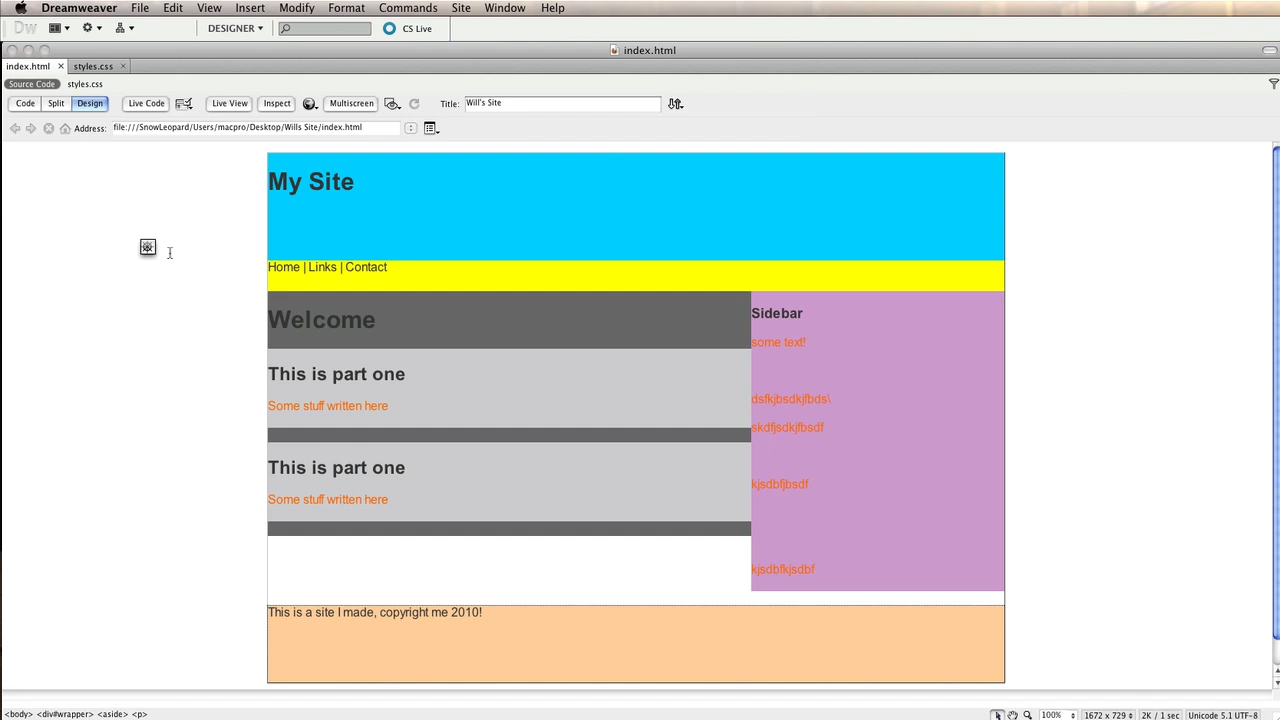 Dreamweaver File Edit View Insert Modify Format Commands Site Window Help
Dw DESIGNER CS Live
index.html
index.html × styles.css ×
Source Code styles.css
Code Split Design Live Code Live View Inspect Multiscreen Title: Will's Site
Address: file:///SnowLeopard/Users/macpro/Desktop/Wills Site/index.html
My Site
Home | Links | Contact
Welcome
Sidebar
some text!
This is part one
Some stuff written here
dsfkjbsdkjfbds\
skdfjsdkjfbsdf
This is part one
Some stuff written here
kjsdbfjbsdf
kjsdbfkjsdbf
This is a site I made, copyright me 2010!
<body> <div#wrapper> <aside> <p> 100% 1672 x 729 2K / 1 sec Unicode 5.1 UTF-8